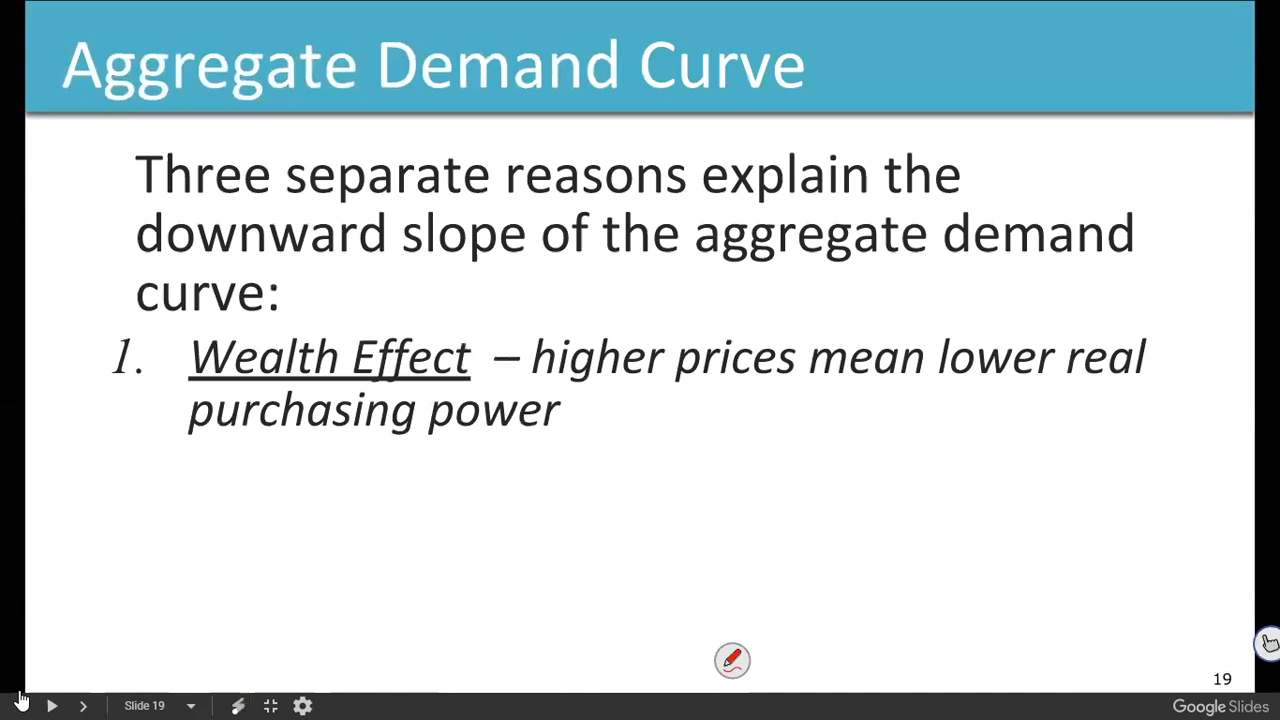 Aggregate Demand Curve
Three separate reasons explain the
downward slope of the aggregate demand
curve:
1. Wealth Effect – higher prices mean lower real
purchasing power
19
Slide 19
Google Slides